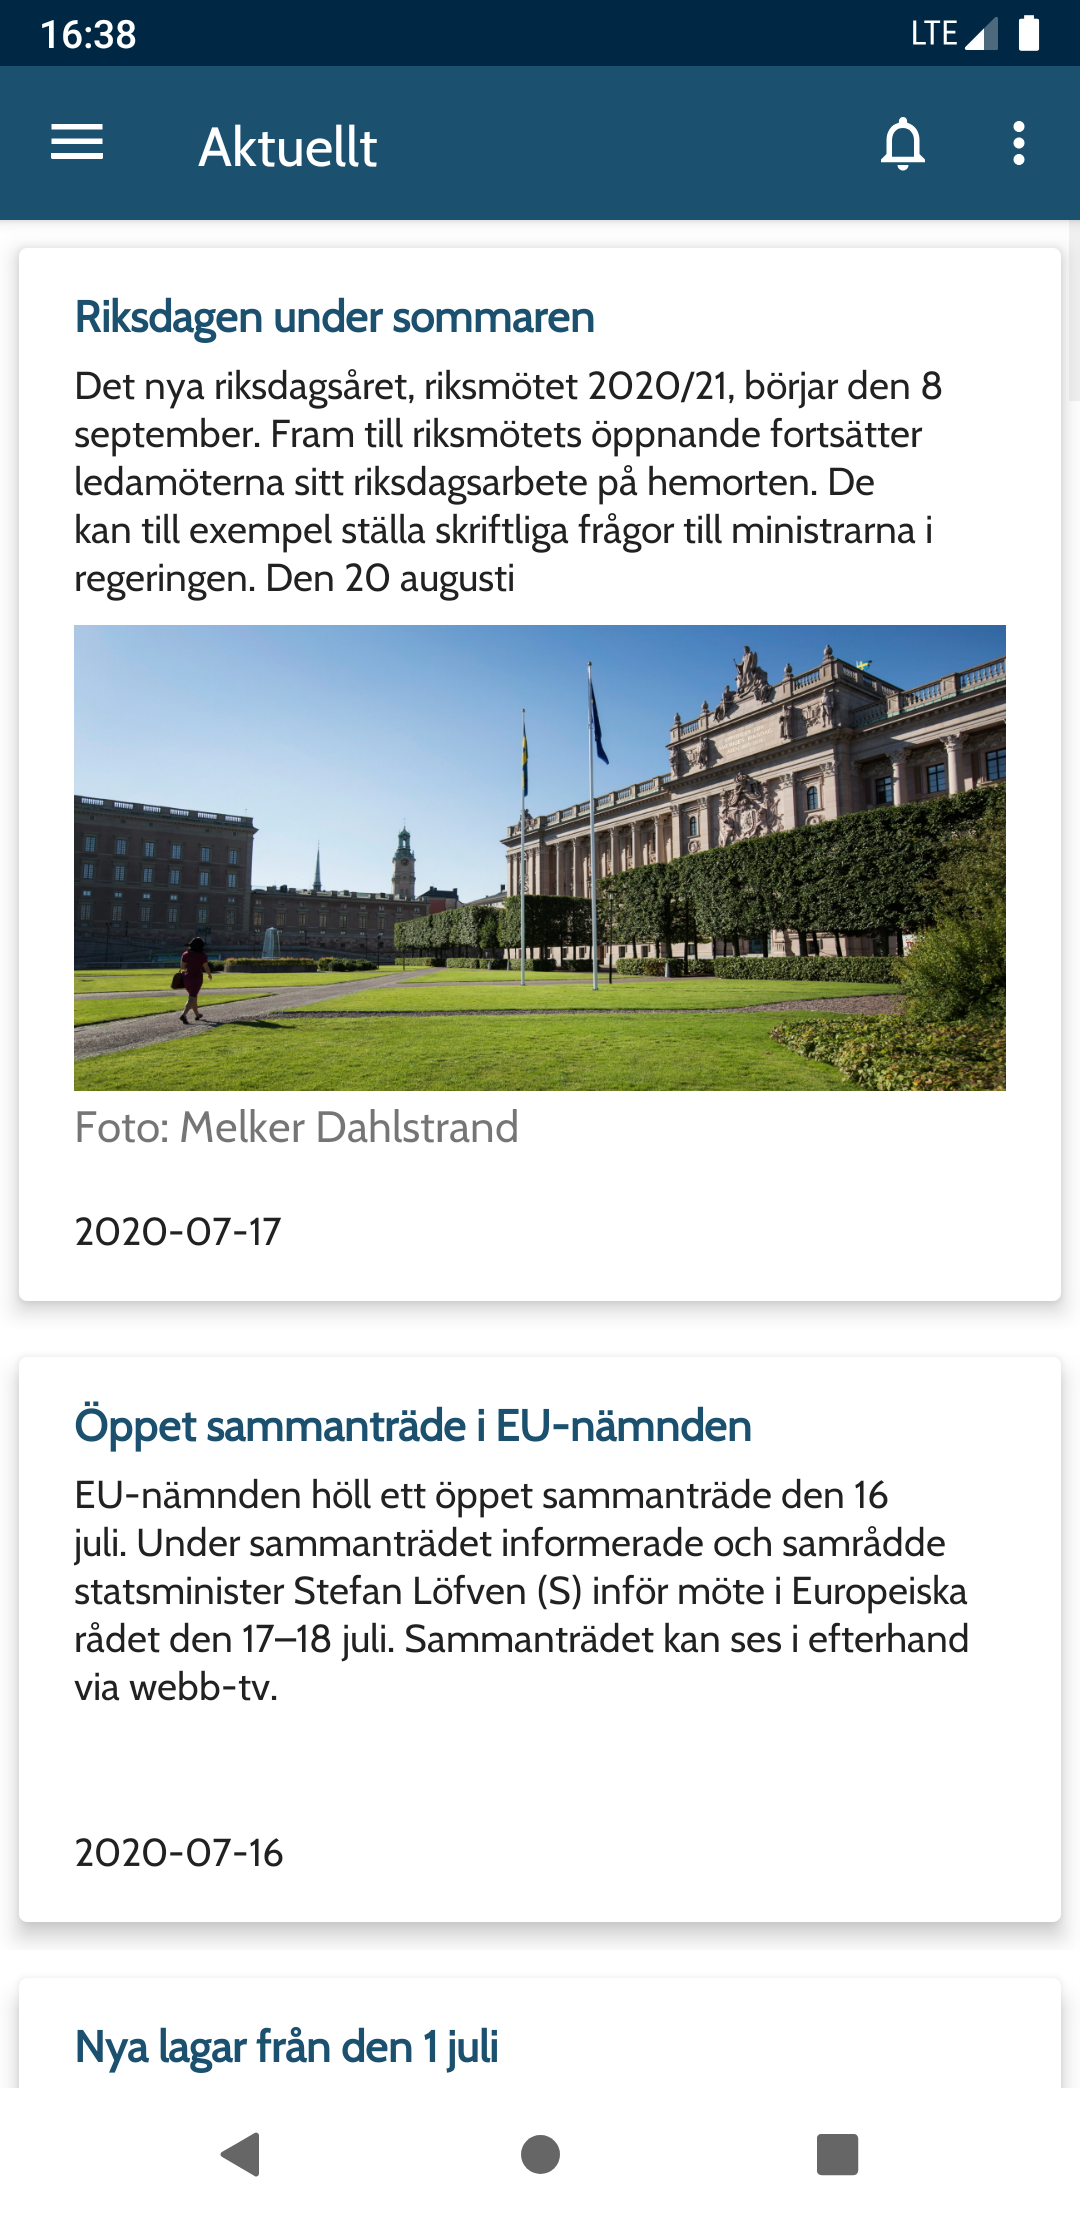 16:38
LTE
Aktuellt
Riksdagen under sommaren
Det nya riksdagsåret, riksmötet 2020/21, börjar den 8
september. Fram till riksmötets öppnande fortsätter
ledamöterna sitt riksdagsarbete på hemorten. De
kan till exempel ställa skriftliga frågor till ministrarna i
regeringen. Den 20 augusti
Foto: Melker Dahlstrand
2020-07-17
Öppet sammanträde i EU-nämnden
EU-nämnden höll ett öppet sammanträde den 16
juli. Under sammanträdet informerade och samrådde
statsminister Stefan Löfven (S) inför möte i Europeiska
rådet den 17–18 juli. Sammanträdet kan ses i efterhand
via webb-tv.
2020-07-16
Nya lagar från den 1 juli